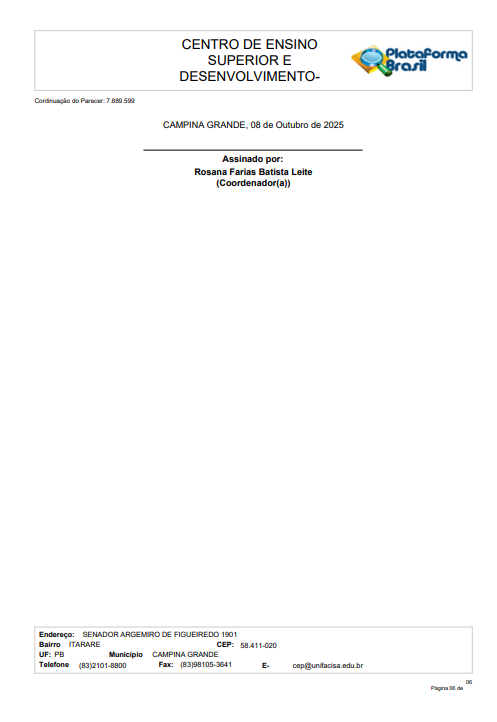 CENTRO DE ENSINO
SUPERIOR E
DESENVOLVIMENTO-
Plataforma
Brasil
Continuação do Parecer: 7.889.599
CAMPINA GRANDE, 08 de Outubro de 2025
Assinado por:
Rosana Farias Batista Leite
(Coordenador(a))
Endereço: SENADOR ARGEMIRO DE FIGUEIREDO 1901
Bairro ITARARE CEP: 58.411-020
UF: PB Município CAMPINA GRANDE
Telefone (83)2101-8800 Fax: (83)98105-3641 E- cep@unifacisa.edu.br
06
Página 06 de